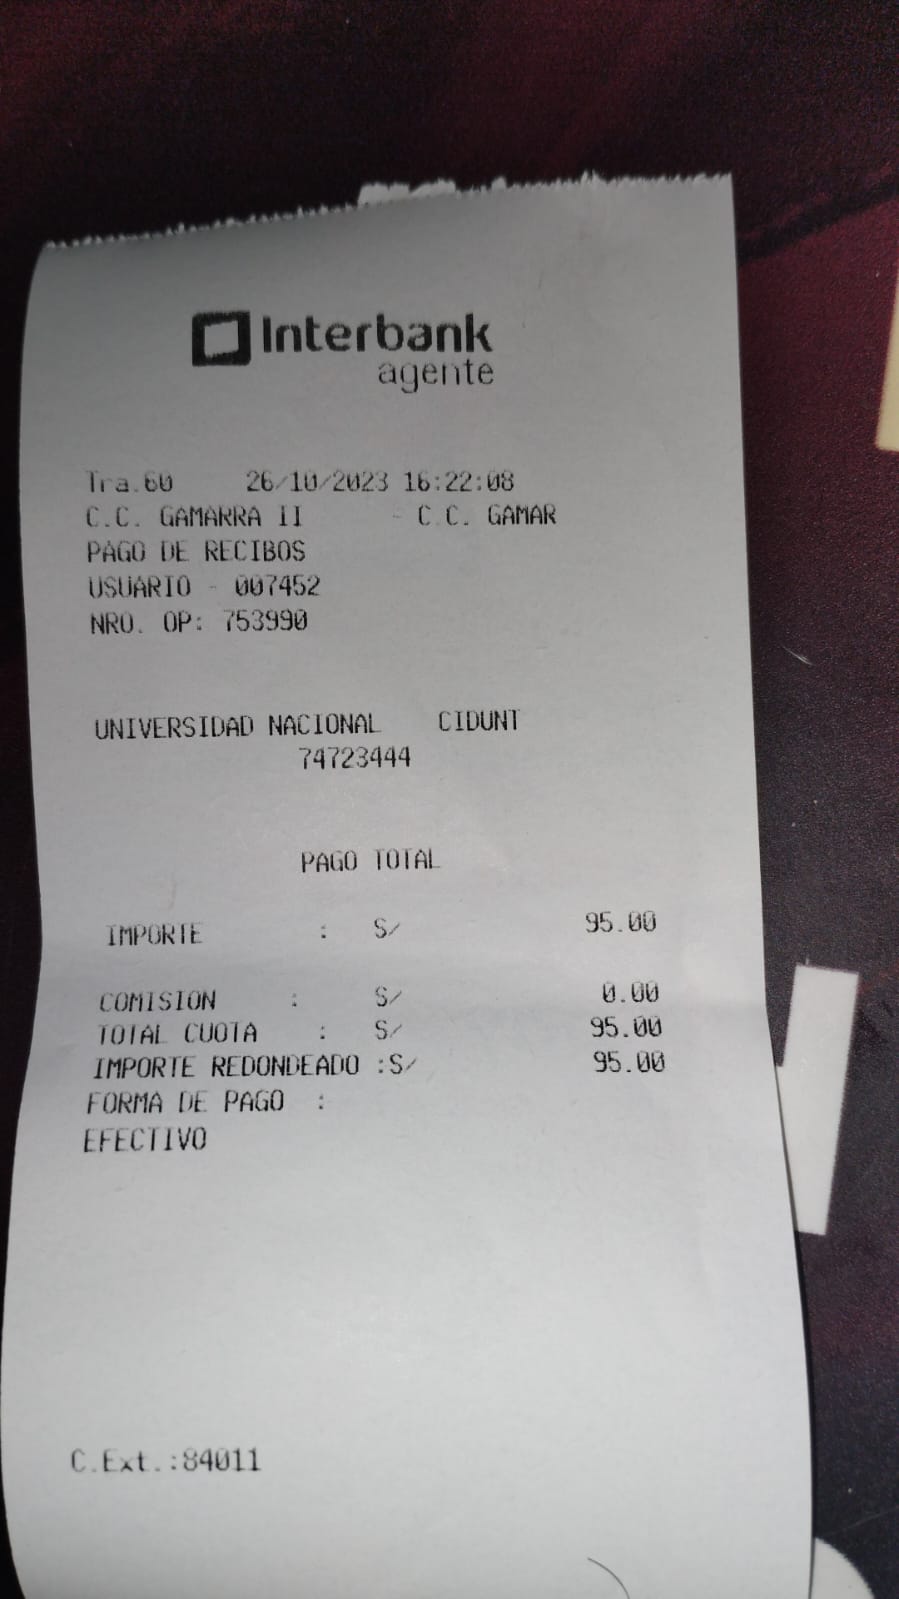 Interbank
agente
Tra.60 26/10/2023 16:22:08
C.C. GAMARRA II - C.C. GAMAR
PAGO DE RECIBOS
USUARIO - 007452
NRO. OP: 753990
UNIVERSIDAD NACIONAL CIDUNT
74723444
PAGO TOTAL
IMPORTE : S/ 95.00
COMISION : S/ 0.00
TOTAL CUOTA : S/ 95.00
IMPORTE REDONDEADO :S/ 95.00
FORMA DE PAGO :
EFECTIVO
C.Ext.:84011